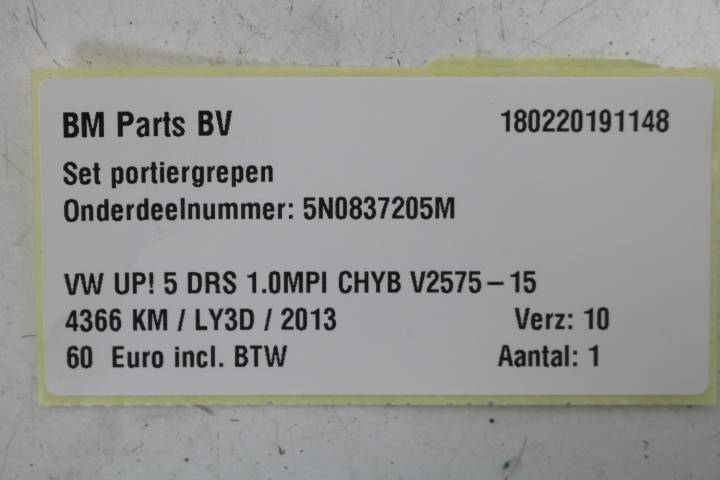 BM Parts BV 180220191148
Set portiergrepen
Onderdeelnummer: 5N0837205M
VW UP! 5 DRS 1.0MPI CHYB V2575-15
4366 KM / LY3D / 2013 Verz: 10
60 Euro incl. BTW Aantal: 1